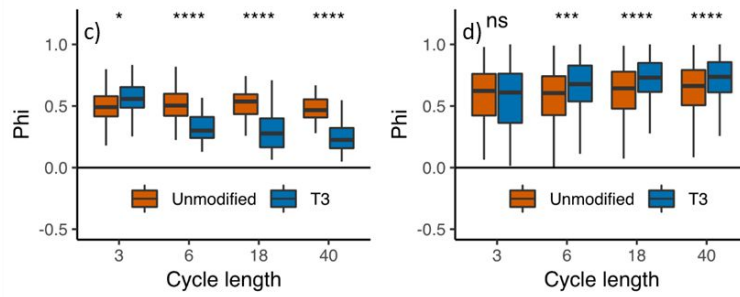 c) * **** **** ****
1.0
0.5
0.0
-0.5
Phi
Unmodified T3
3 6 18 40
Cycle length
d) ns *** **** ****
1.0
0.5
0.0
-0.5
Phi
Unmodified T3
3 6 18 40
Cycle length